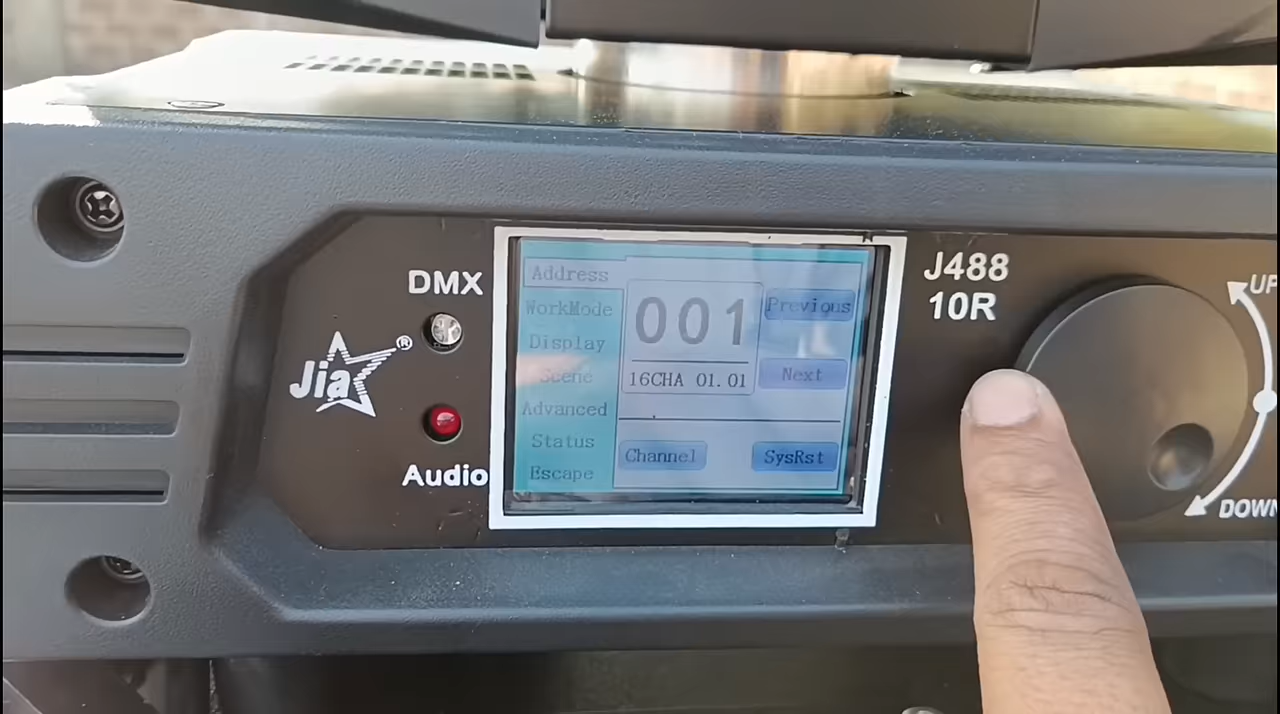 DMX
Jia
®
Audio
Address
WorkMode
Display
Scene
Advanced
Status
Escape
001
16CHA 01.01
Previous
Next
Channel
SysRst
J488
10R
UP
DOWN